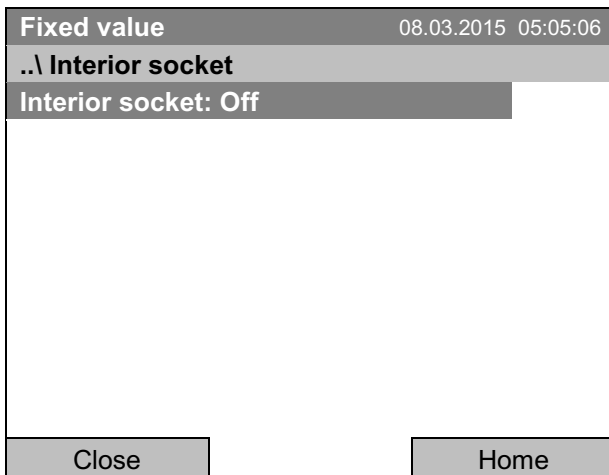 Fixed value 08.03.2015 05:05:06
..\ Interior socket
Interior socket: Off
Close Home